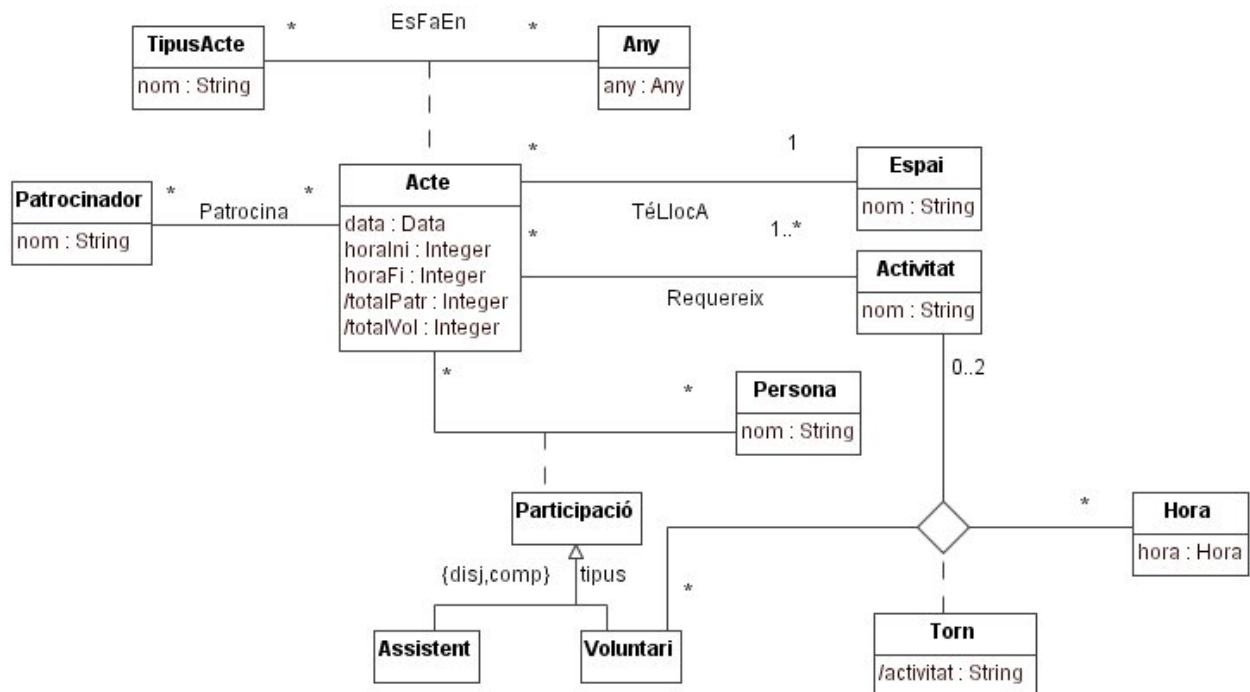 EsFaEn
* *
TipusActe
nom : String
Any
any : Any
* 1
Espai
nom : String
Acte
data : Data
horaIni : Integer
horaFi : Integer
/totalPatr : Integer
/totalVol : Integer
* *
Patrocinador
nom : String
Patrocina
TéLlocA
* 1..*
Activitat
nom : String
Requereix
0..2
* *
Persona
nom : String
Participació
{disj,comp} tipus
* *
Hora
hora : Hora
Assistent
Voluntari
Torn
/activitat : String